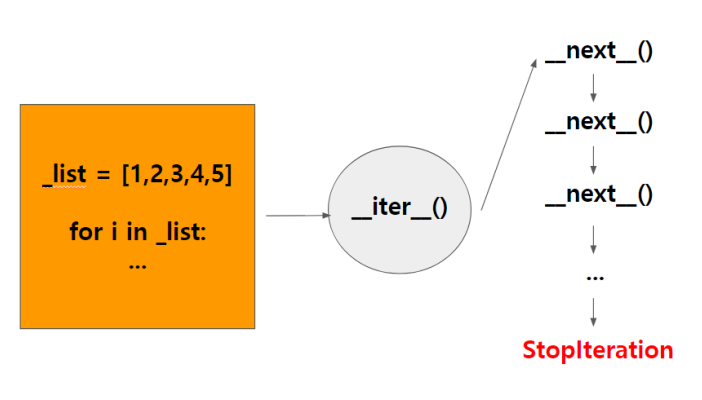 _list = [1,2,3,4,5]
for i in _list:
...
__iter__()
__next__()
__next__()
__next__()
...
StopIteration